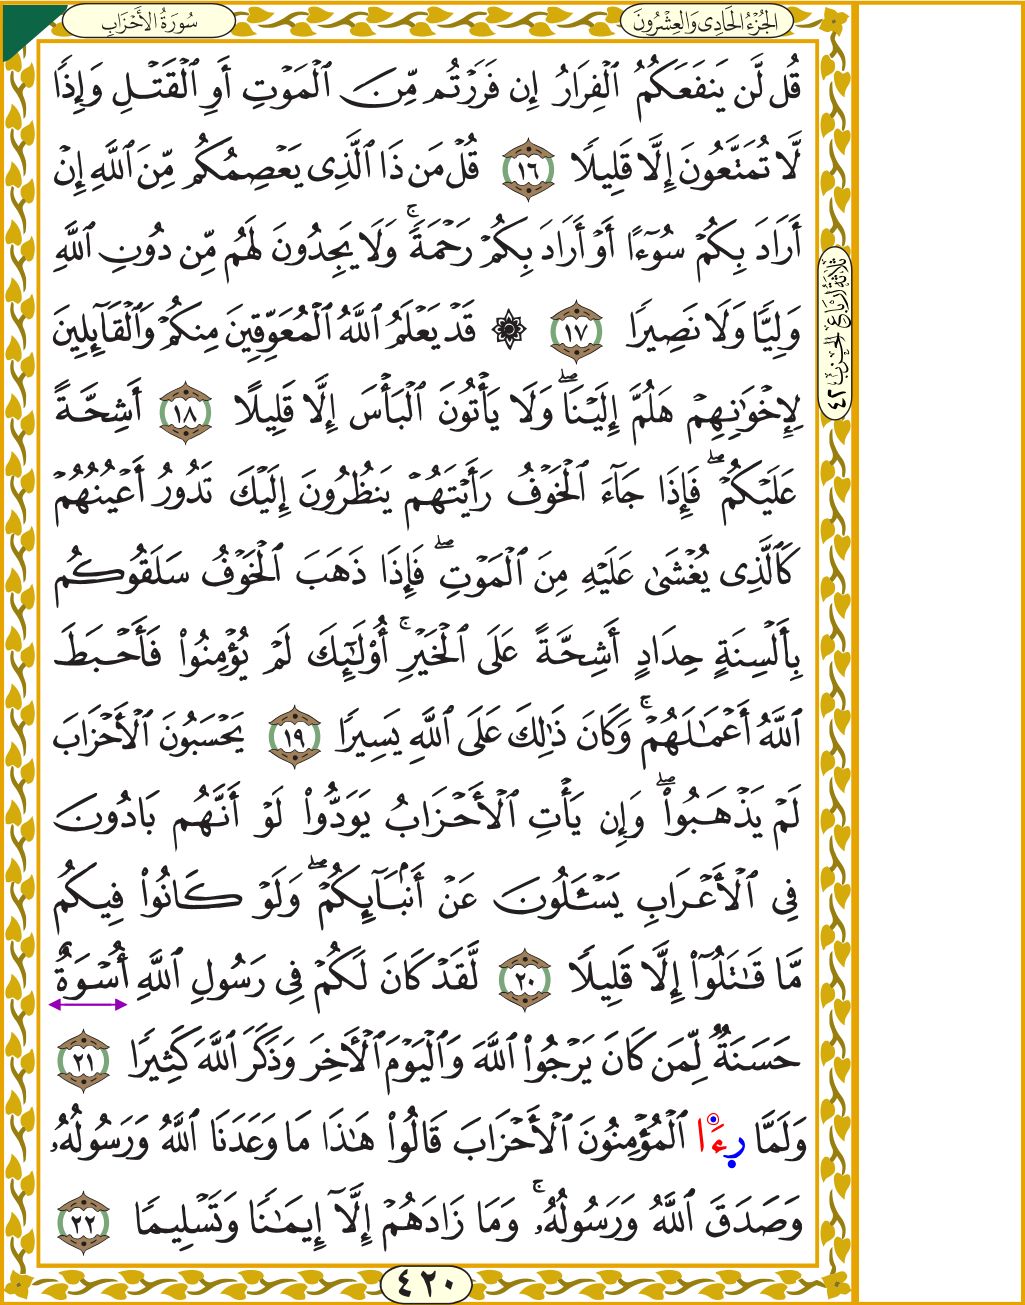 سُورَةُ الأَحْزَابِ
الجُزْءُ الحَادِى وَالعِشْرُونَ
قُل لَّن يَنفَعَكُمُ ٱلْفِرَارُ إِن فَرَرْتُم مِّنَ ٱلْمَوْتِ أَوِ ٱلْقَتْلِ وَإِذًا
لَّا تُمَتَّعُونَ إِلَّا قَلِيلًا ١٦ قُلْ مَن ذَا ٱلَّذِى يَعْصِمُكُم مِّنَ ٱللَّهِ إِنْ
أَرَادَ بِكُمْ سُوٓءًا أَوْ أَرَادَ بِكُمْ رَحْمَةً ۚ وَلَا يَجِدُونَ لَهُم مِّن دُونِ ٱللَّهِ
وَلِيًّا وَلَا نَصِيرًا ١٧ ۞ قَدْ يَعْلَمُ ٱللَّهُ ٱلْمُعَوِّقِينَ مِنكُمْ وَٱلْقَآئِلِينَ
لِإِخْوَٰنِهِمْ هَلُمَّ إِلَيْنَا ۖ وَلَا يَأْتُونَ ٱلْبَأْسَ إِلَّا قَلِيلًا ١٨ أَشِحَّةً
عَلَيْكُمْ ۖ فَإِذَا جَآءَ ٱلْخَوْفُ رَأَيْتَهُمْ يَنظُرُونَ إِلَيْكَ تَدُورُ أَعْيُنُهُمْ
كَٱلَّذِى يُغْشَىٰ عَلَيْهِ مِنَ ٱلْمَوْتِ ۖ فَإِذَا ذَهَبَ ٱلْخَوْفُ سَلَقُوكُم
بِأَلْسِنَةٍ حِدَادٍ أَشِحَّةً عَلَى ٱلْخَيْرِ ۚ أُو۟لَٰٓئِكَ لَمْ يُؤْمِنُوا۟ فَأَحْبَطَ
ٱللَّهُ أَعْمَٰلَهُمْ ۚ وَكَانَ ذَٰلِكَ عَلَى ٱللَّهِ يَسِيرًا ١٩ يَحْسَبُونَ ٱلْأَحْزَابَ
لَمْ يَذْهَبُوا۟ ۖ وَإِن يَأْتِ ٱلْأَحْزَابُ يَوَدُّوا۟ لَوْ أَنَّهُم بَادُونَ
فِى ٱلْأَعْرَابِ يَسْـَٔلُونَ عَنْ أَنۢبَآئِكُمْ ۖ وَلَوْ كَانُوا۟ فِيكُم
مَّا قَٰتَلُوٓا۟ إِلَّا قَلِيلًا ٢٠ لَّقَدْ كَانَ لَكُمْ فِى رَسُولِ ٱللَّهِ أُسْوَةٌ
حَسَنَةٌ لِّمَن كَانَ يَرْجُوا۟ ٱللَّهَ وَٱلْيَوْمَ ٱلْأَخِرَ وَذَكَرَ ٱللَّهَ كَثِيرًا ٢١
وَلَمَّا رِءَا ٱلْمُؤْمِنُونَ ٱلْأَحْزَابَ قَالُوا۟ هَٰذَا مَا وَعَدَنَا ٱللَّهُ وَرَسُولُهُۥ
وَصَدَقَ ٱللَّهُ وَرَسُولُهُۥ ۚ وَمَا زَادَهُمْ إِلَّآ إِيمَٰنًا وَتَسْلِيمًا ٢٢
ثَلَاثَةُ أَرْبَاعِ الحِزْب ٤٢
٤٢٠